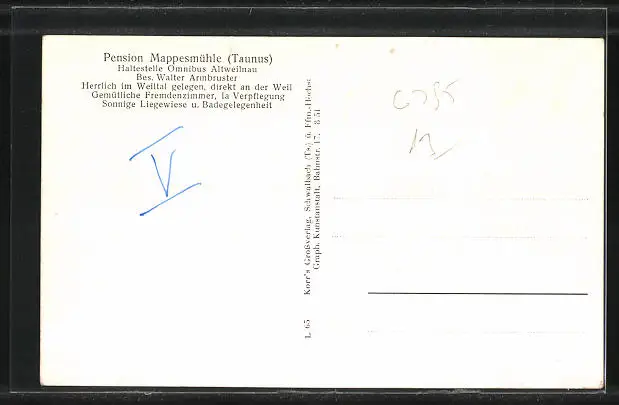 Pension Mappesmühle (Taunus)
Haltestelle Omnibus Altweilnau
Bes. Walter Armbruster
Herrlich im Weiltal gelegen, direkt an der Weil
Gemütliche Fremdenzimmer, Ia Verpflegung
Sonnige Liegewiese u. Badegelegenheit
V
L 65 Korr's Großverlag, Schwalbach (Ts.) ü. Ffm.-Höchst
Graph. Kunstanstalt, Bahnstr. 17. 8 51